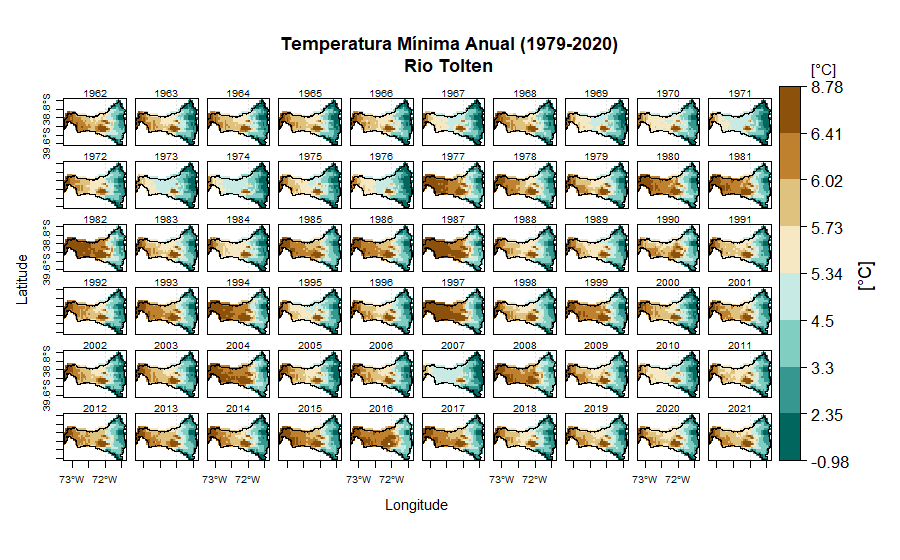 Temperatura Mínima Anual (1979-2020)
Rio Tolten
[°C]
1962 1963 1964 1965 1966 1967 1968 1969 1970 1971
1972 1973 1974 1975 1976 1977 1978 1979 1980 1981
1982 1983 1984 1985 1986 1987 1988 1989 1990 1991
1992 1993 1994 1995 1996 1997 1998 1999 2000 2001
2002 2003 2004 2005 2006 2007 2008 2009 2010 2011
2012 2013 2014 2015 2016 2017 2018 2019 2020 2021
39.6°S 38.8°S
39.6°S 38.8°S
39.6°S 38.8°S
Latitude
73°W 72°W 73°W 72°W 73°W 72°W 73°W 72°W 73°W 72°W
Longitude
8.78
6.41
6.02
5.73
5.34
4.5
3.3
2.35
-0.98
[°C]